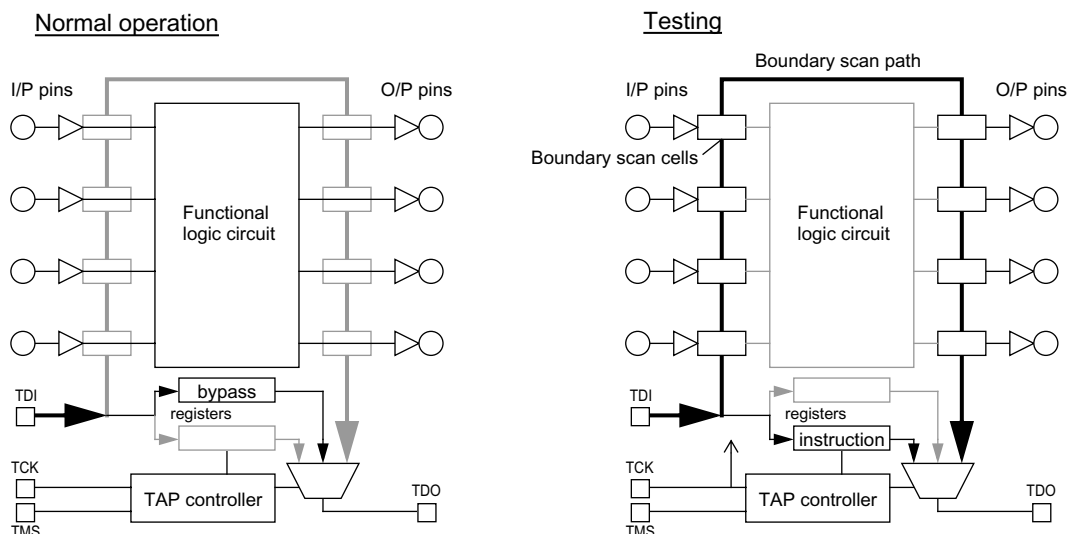 Normal operation
I/P pins
O/P pins
Functional
logic circuit
TDI
bypass
registers
TCK
TAP controller
TDO
TMS
Testing
Boundary scan path
I/P pins
O/P pins
Boundary scan cells
Functional
logic circuit
TDI
registers
instruction
TCK
TAP controller
TDO
TMS